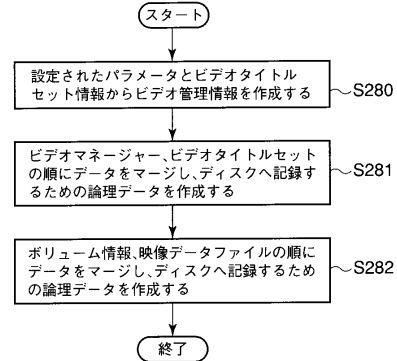 スタート
設定されたパラメータとビデオタイトル
セット情報からビデオ管理情報を作成する
S280
ビデオマネージャー、ビデオタイトルセット
の順にデータをマージし、ディスクへ記録す
るための論理データを作成する
S281
ボリューム情報、映像データファイルの順に
データをマージし、ディスクへ記録するため
の論理データを作成する
S282
終了